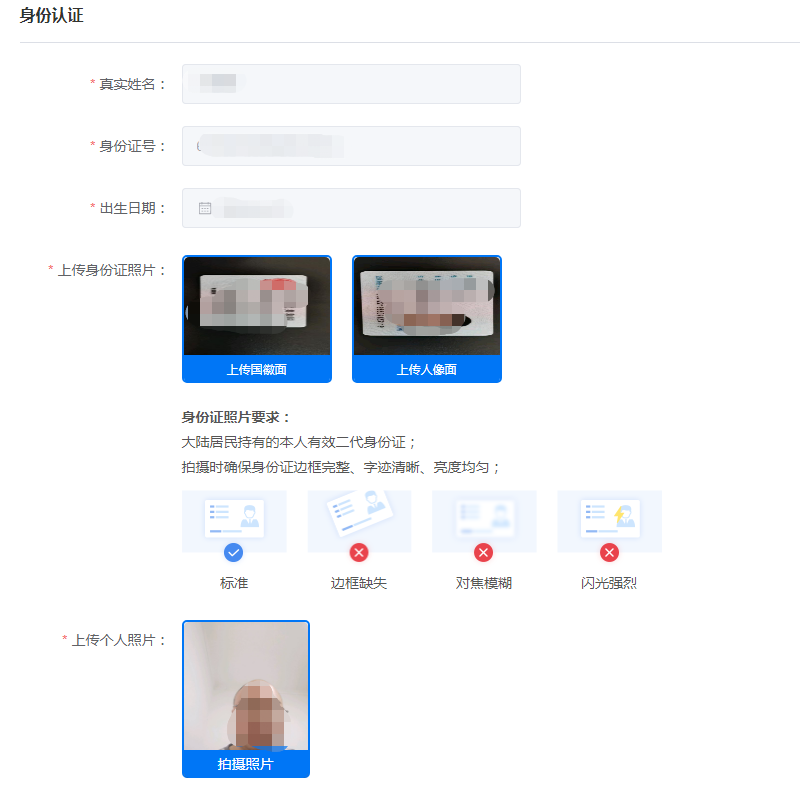 身份认证
* 真实姓名：
* 身份证号：
* 出生日期：
* 上传身份证照片：
上传国徽面
上传人像面
身份证照片要求：
大陆居民持有的本人有效二代身份证；
拍摄时确保身份证边框完整、字迹清晰、亮度均匀；
标准
边框缺失
对焦模糊
闪光强烈
* 上传个人照片：
拍摄照片